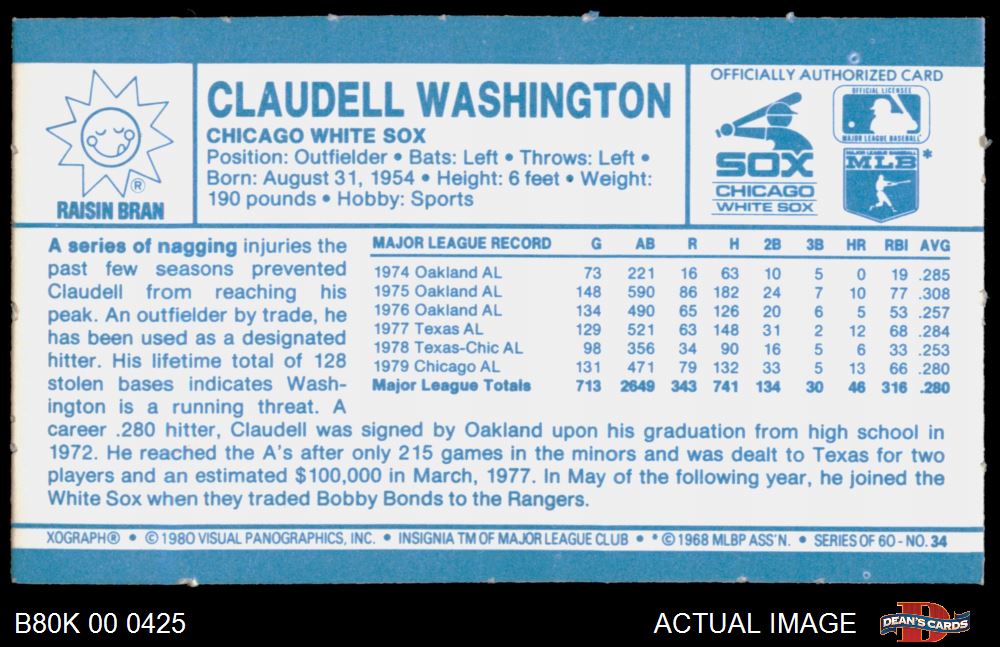 CLAUDELL WASHINGTON
CHICAGO WHITE SOX
Position: Outfielder • Bats: Left • Throws: Left •
Born: August 31, 1954 • Height: 6 feet • Weight:
190 pounds • Hobby: Sports
®
RAISIN BRAN
OFFICIALLY AUTHORIZED CARD
SOX
CHICAGO
WHITE SOX
OFFICIAL LICENSEE
MAJOR LEAGUE BASEBALL
MAJOR LEAGUE BASEBALL
MLB *
A series of nagging injuries the
past few seasons prevented
Claudell from reaching his
peak. An outfielder by trade, he
has been used as a designated
hitter. His lifetime total of 128
stolen bases indicates Wash-
ington is a running threat. A
career .280 hitter, Claudell was signed by Oakland upon his graduation from high school in
1972. He reached the A's after only 215 games in the minors and was dealt to Texas for two
players and an estimated $100,000 in March, 1977. In May of the following year, he joined the
White Sox when they traded Bobby Bonds to the Rangers.
MAJOR LEAGUE RECORD G AB R H 2B 3B HR RBI AVG
1974 Oakland AL 73 221 16 63 10 5 0 19 .285
1975 Oakland AL 148 590 86 182 24 7 10 77 .308
1976 Oakland AL 134 490 65 126 20 6 5 53 .257
1977 Texas AL 129 521 63 148 31 2 12 68 .284
1978 Texas-Chic AL 98 356 34 90 16 5 6 33 .253
1979 Chicago AL 131 471 79 132 33 5 13 66 .280
Major League Totals 713 2649 343 741 134 30 46 316 .280
XOGRAPH® • © 1980 VISUAL PANOGRAPHICS, INC. • INSIGNIA TM OF MAJOR LEAGUE CLUB • * © 1968 MLBP ASS'N. • SERIES OF 60 - NO. 34
B80K 00 0425
ACTUAL IMAGE
D
DEAN'S CARDS